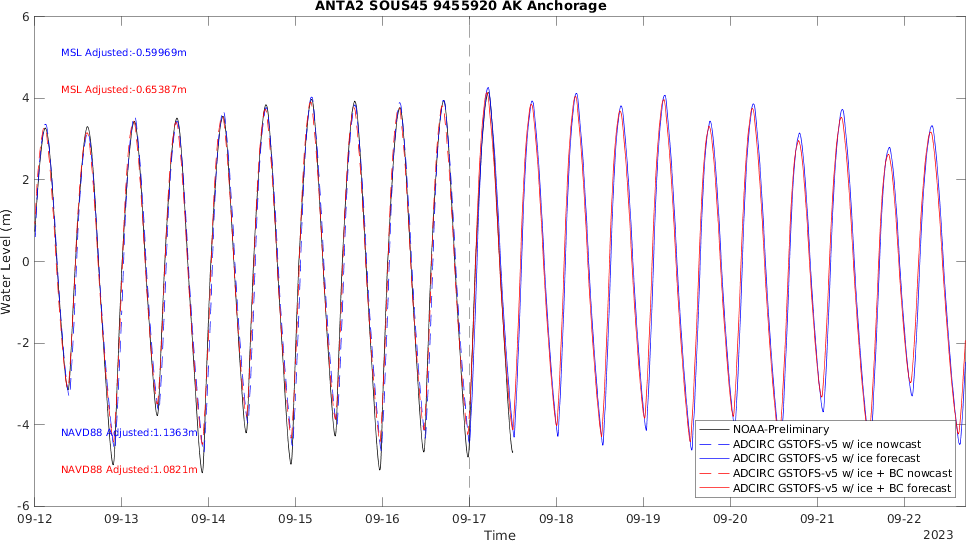 ANTA2 SOUS45 9455920 AK Anchorage
6
MSL Adjusted:-0.59969m
MSL Adjusted:-0.65387m
4
2
0
-2
-4
-6
Water Level (m)
NAVD88 Adjusted:1.1363m
NAVD88 Adjusted:1.0821m
NOAA-Preliminary
ADCIRC GSTOFS-v5 w/ ice nowcast
ADCIRC GSTOFS-v5 w/ ice forecast
ADCIRC GSTOFS-v5 w/ ice + BC nowcast
ADCIRC GSTOFS-v5 w/ ice + BC forecast
09-12 09-13 09-14 09-15 09-16 09-17 09-18 09-19 09-20 09-21 09-22
Time
2023